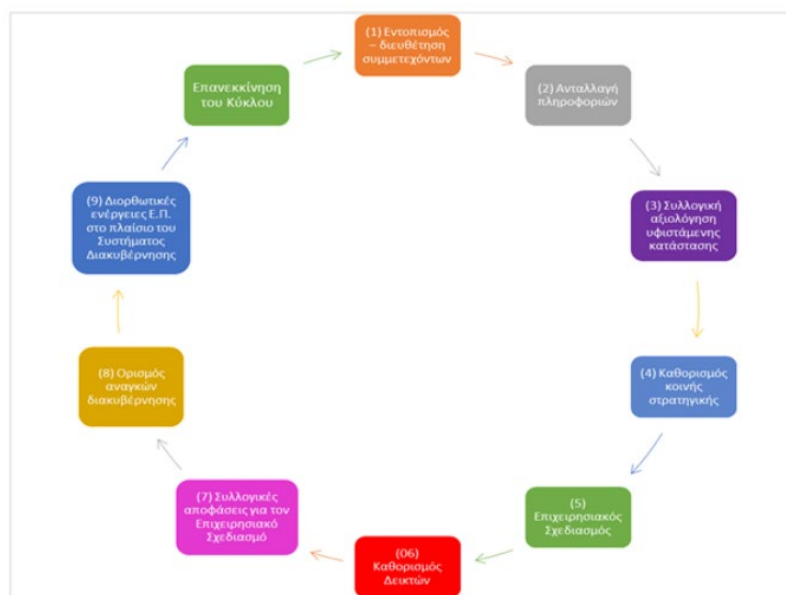 (1) Εντοπισμός
– διευθέτηση
συμμετεχόντων
(2) Ανταλλαγή
πληροφοριών
(3) Συλλογική
αξιολόγηση
υφιστάμενης
κατάστασης
(4) Καθορισμός
κοινής
στρατηγικής
(5)
Επιχειρησιακός
Σχεδιασμός
(06)
Καθορισμός
Δεικτών
(7) Συλλογικές
αποφάσεις για τον
Επιχειρησιακό
Σχεδιασμό
(8) Ορισμός
αναγκών
διακυβέρνησης
(9) Διορθωτικές
ενέργειες Ε.Π.
στο πλαίσιο του
Συστήματος
Διακυβέρνησης
Επανεκκίνηση
του Κύκλου